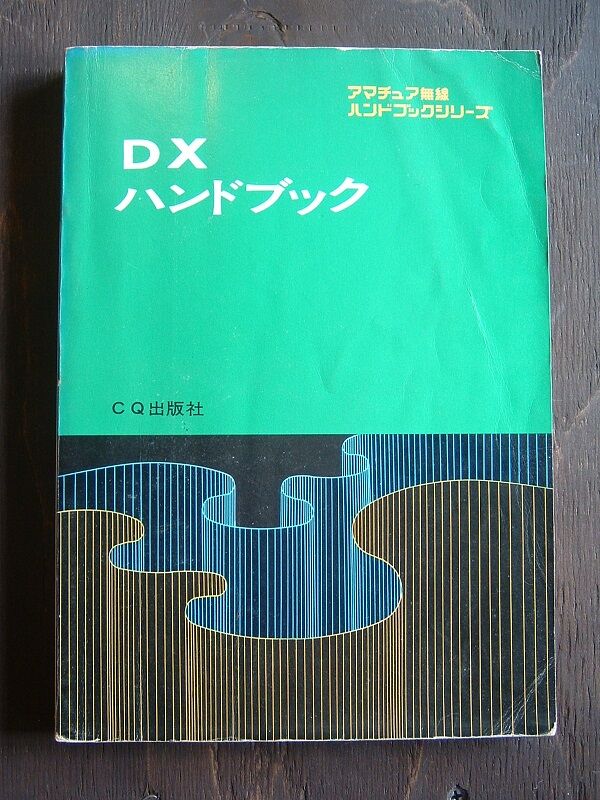 アマチュア無線
ハンドブックシリーズ
DX
ハンドブック
CQ出版社